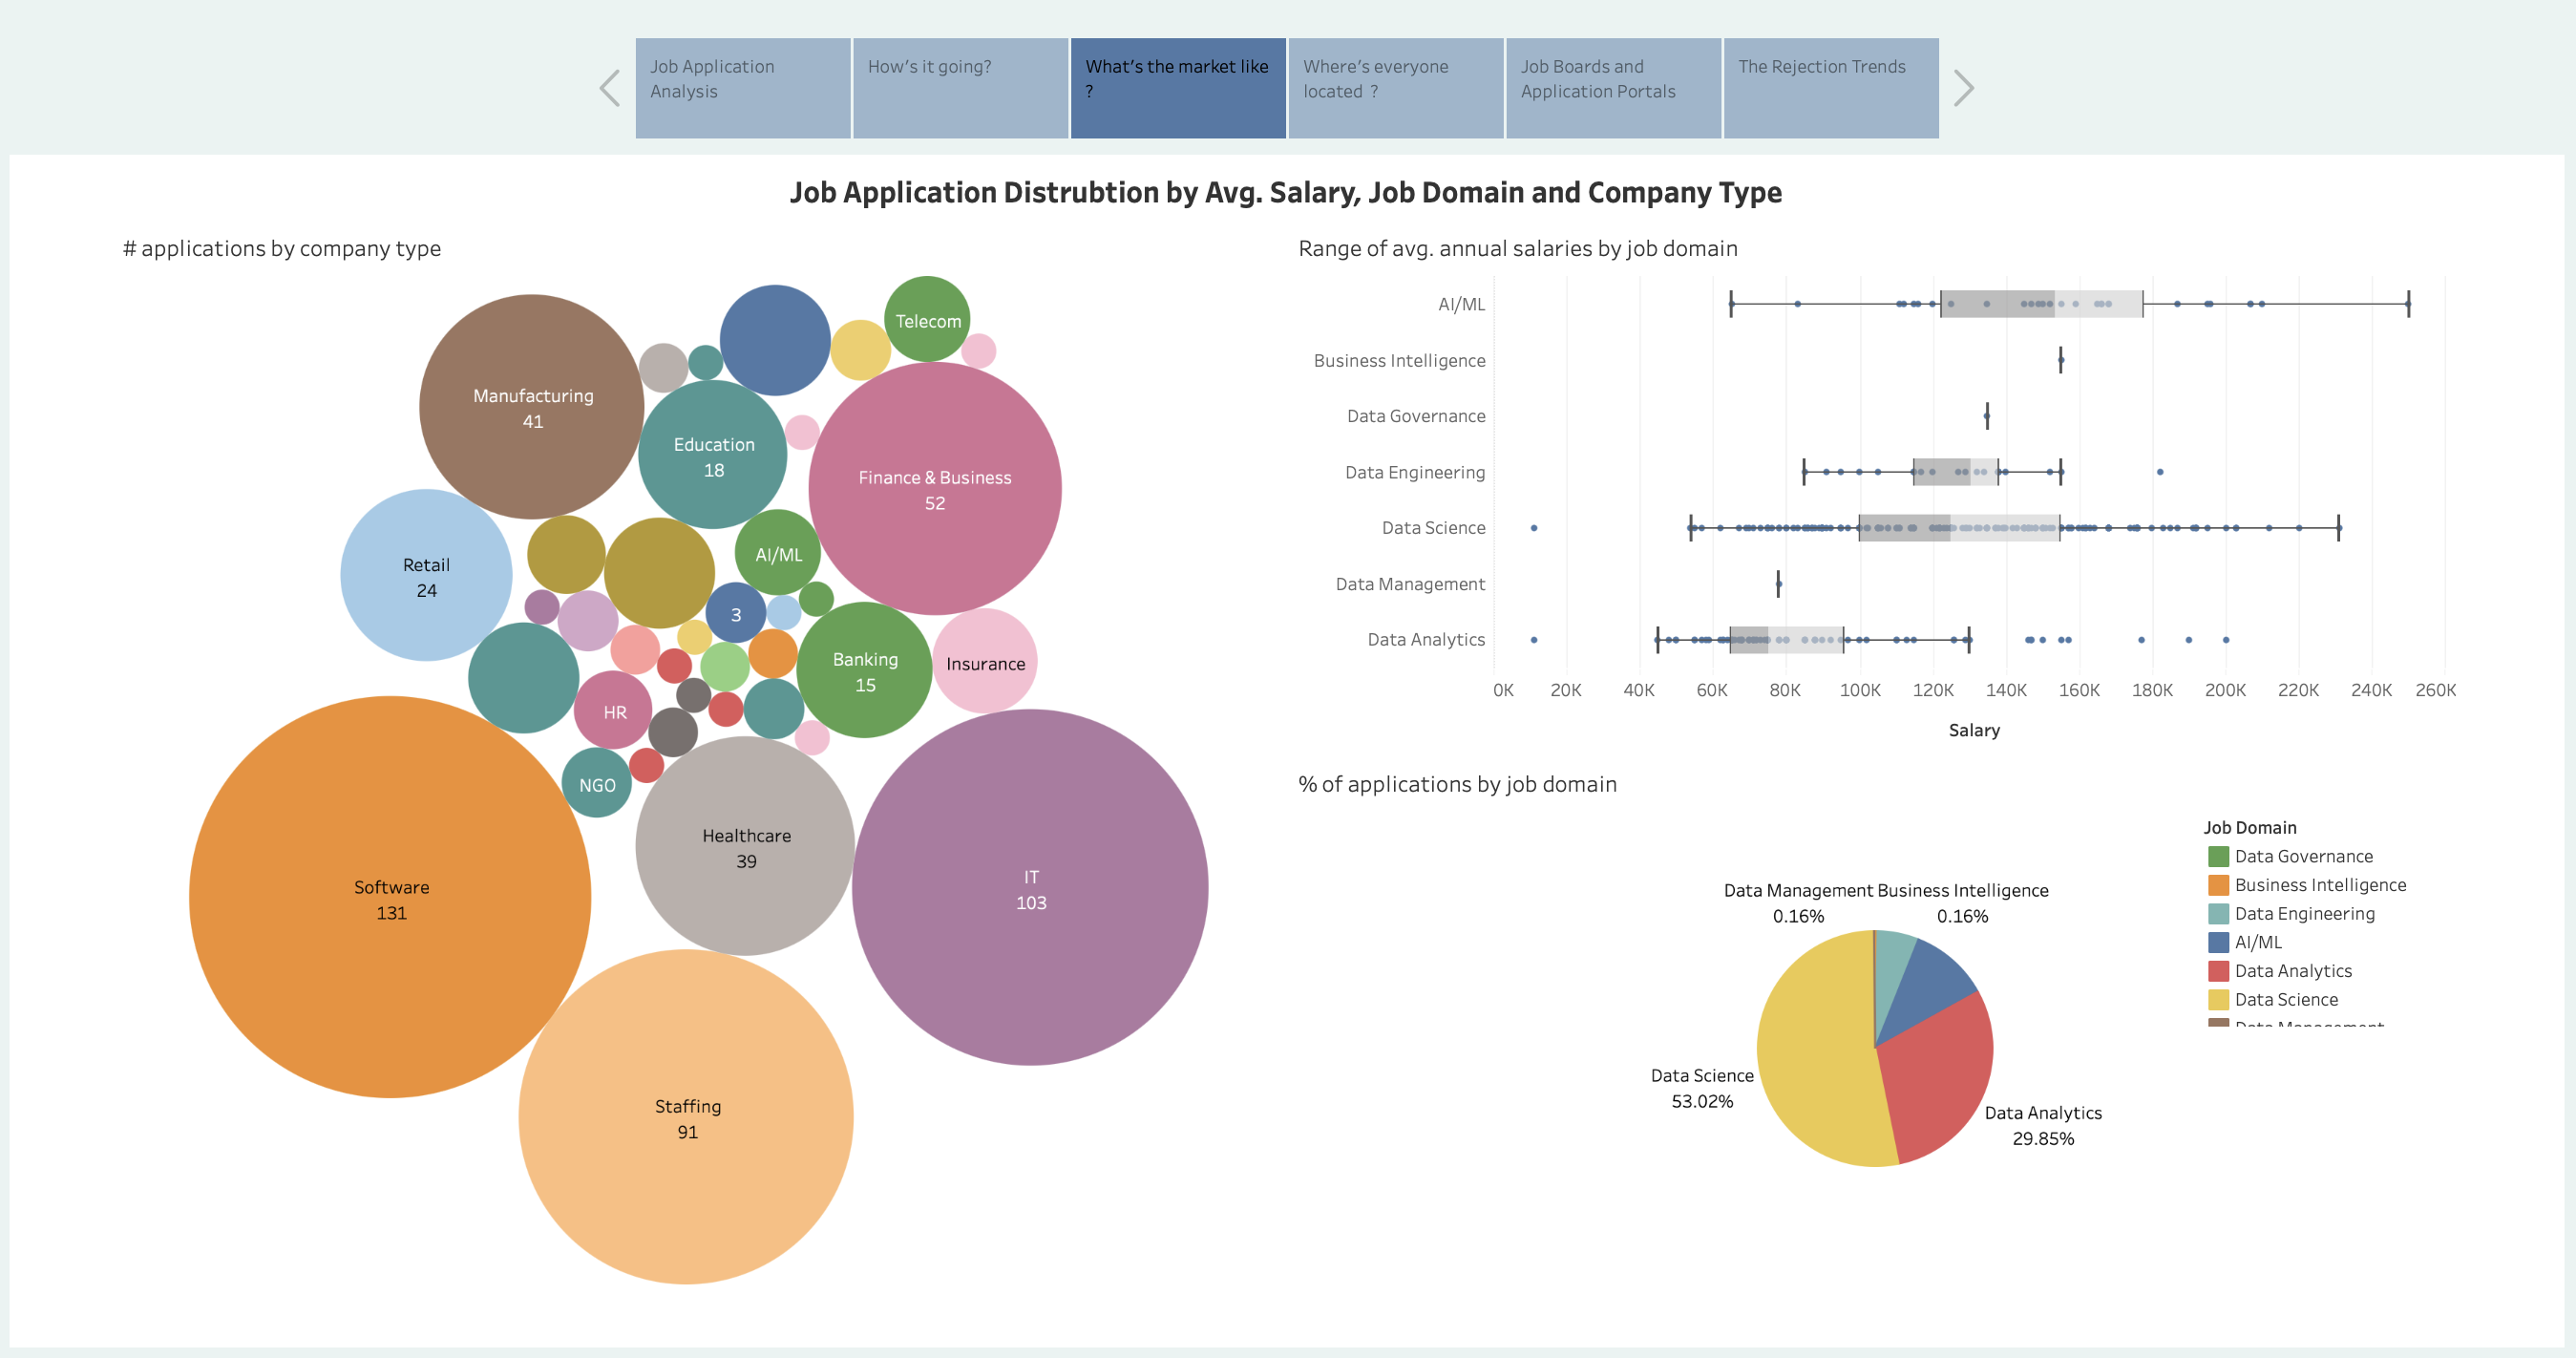 Job Application
Analysis
How's it going?
What's the market like
?
Where's everyone
located ?
Job Boards and
Application Portals
The Rejection Trends
Job Application Distrubtion by Avg. Salary, Job Domain and Company Type
# applications by company type
Telecom
Manufacturing
41
Education
18
Finance & Business
52
Retail
24
AI/ML
3
Banking
15
Insurance
HR
NGO
Healthcare
39
Software
131
IT
103
Staffing
91
Range of avg. annual salaries by job domain
AI/ML
Business Intelligence
Data Governance
Data Engineering
Data Science
Data Management
Data Analytics
0K 20K 40K 60K 80K 100K 120K 140K 160K 180K 200K 220K 240K 260K
Salary
% of applications by job domain
Data Management Business Intelligence
0.16% 0.16%
Data Science
53.02%
Data Analytics
29.85%
Job Domain
Data Governance
Business Intelligence
Data Engineering
AI/ML
Data Analytics
Data Science
Data Management